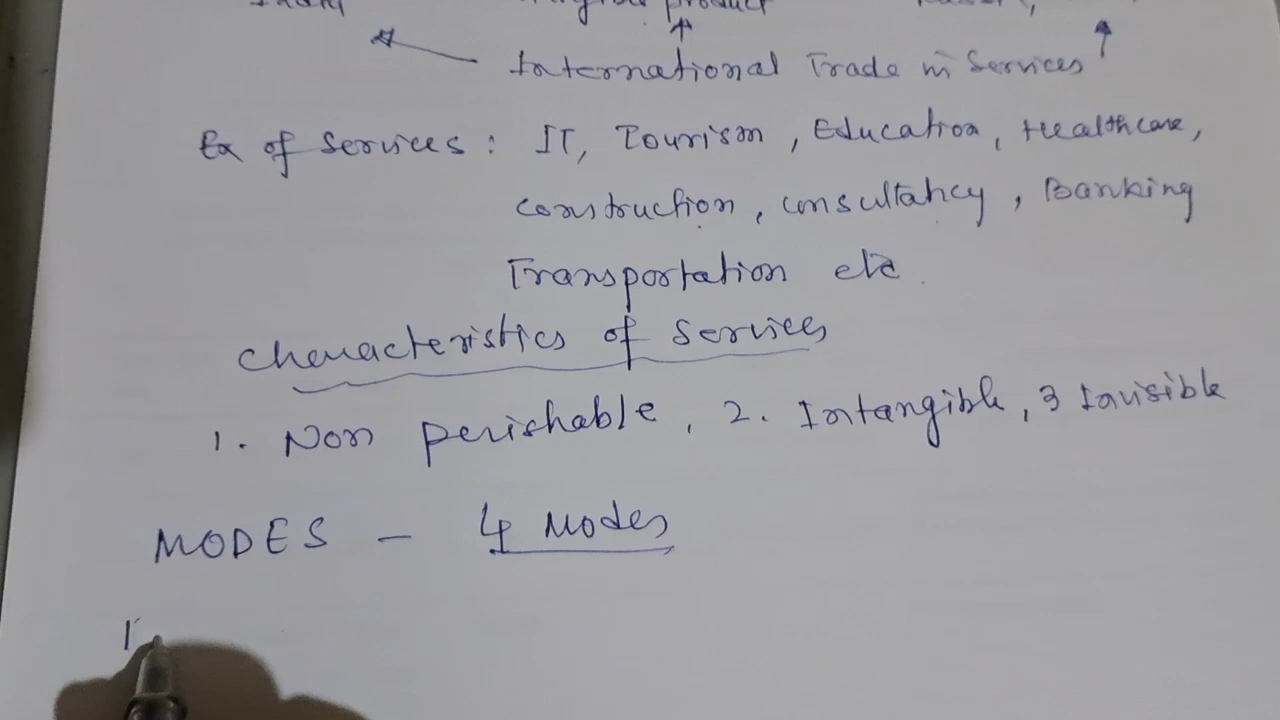 product
International Trade in Services
Ex of Services : IT, Tourism, Education, Healthcare,
construction, consultancy, Banking
Transportation etc.
Characteristics of Services
1. Non perishable, 2. Intangible, 3 Invisible
MODES - 4 Modes